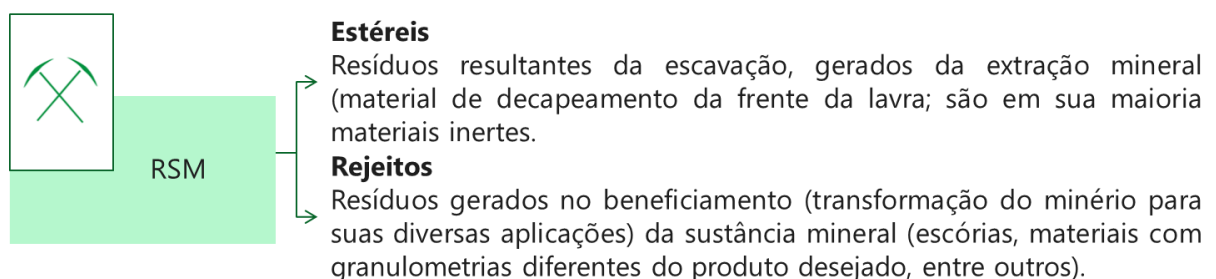 Estéreis
Resíduos resultantes da escavação, gerados da extração mineral
(material de decapeamento da frente da lavra; são em sua maioria
materiais inertes.
RSM
Rejeitos
Resíduos gerados no beneficiamento (transformação do minério para
suas diversas aplicações) da sustância mineral (escórias, materiais com
granulometrias diferentes do produto desejado, entre outros).